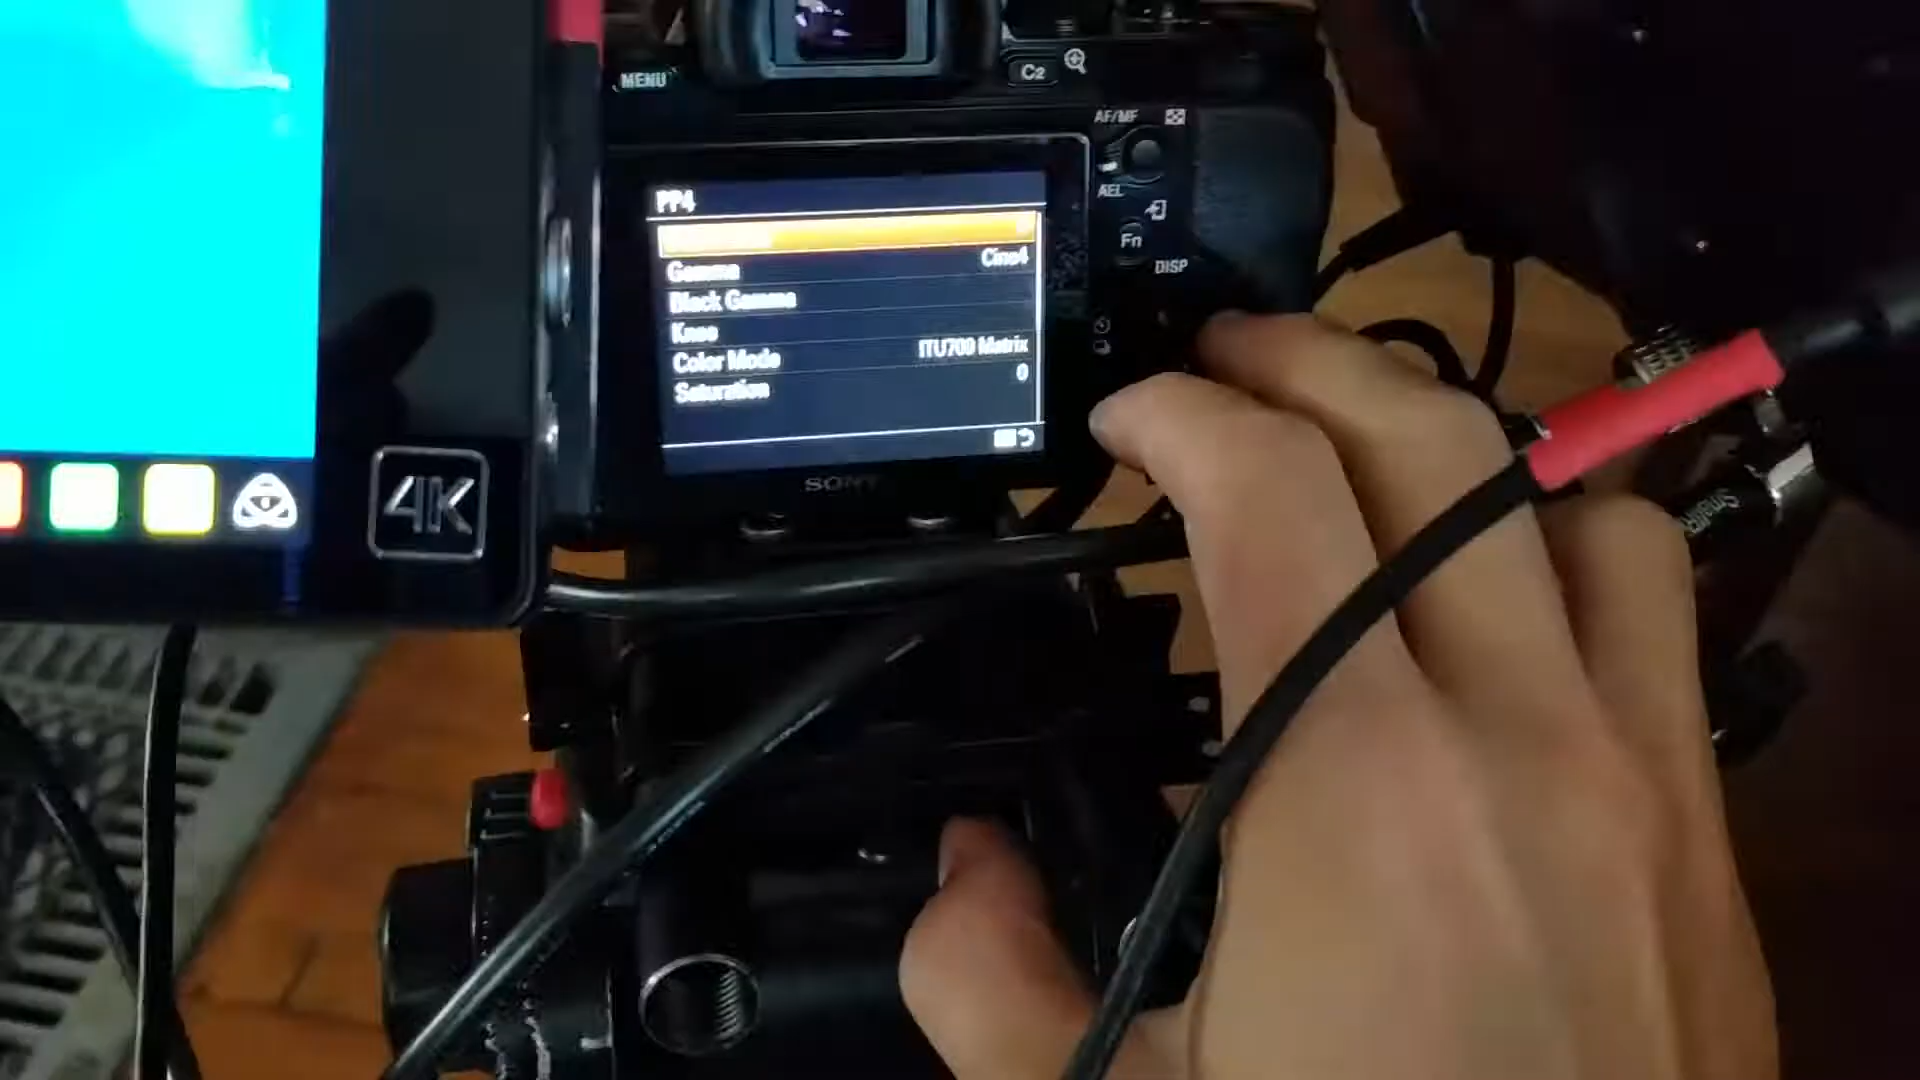 MENU
C2
AF/MF
AEL
Fn
DISP
PP4
Gamma Cine4
Black Gamma
Knee
Color Mode ITU709 Matrix
Saturation 0
SONY
4K
SmallR